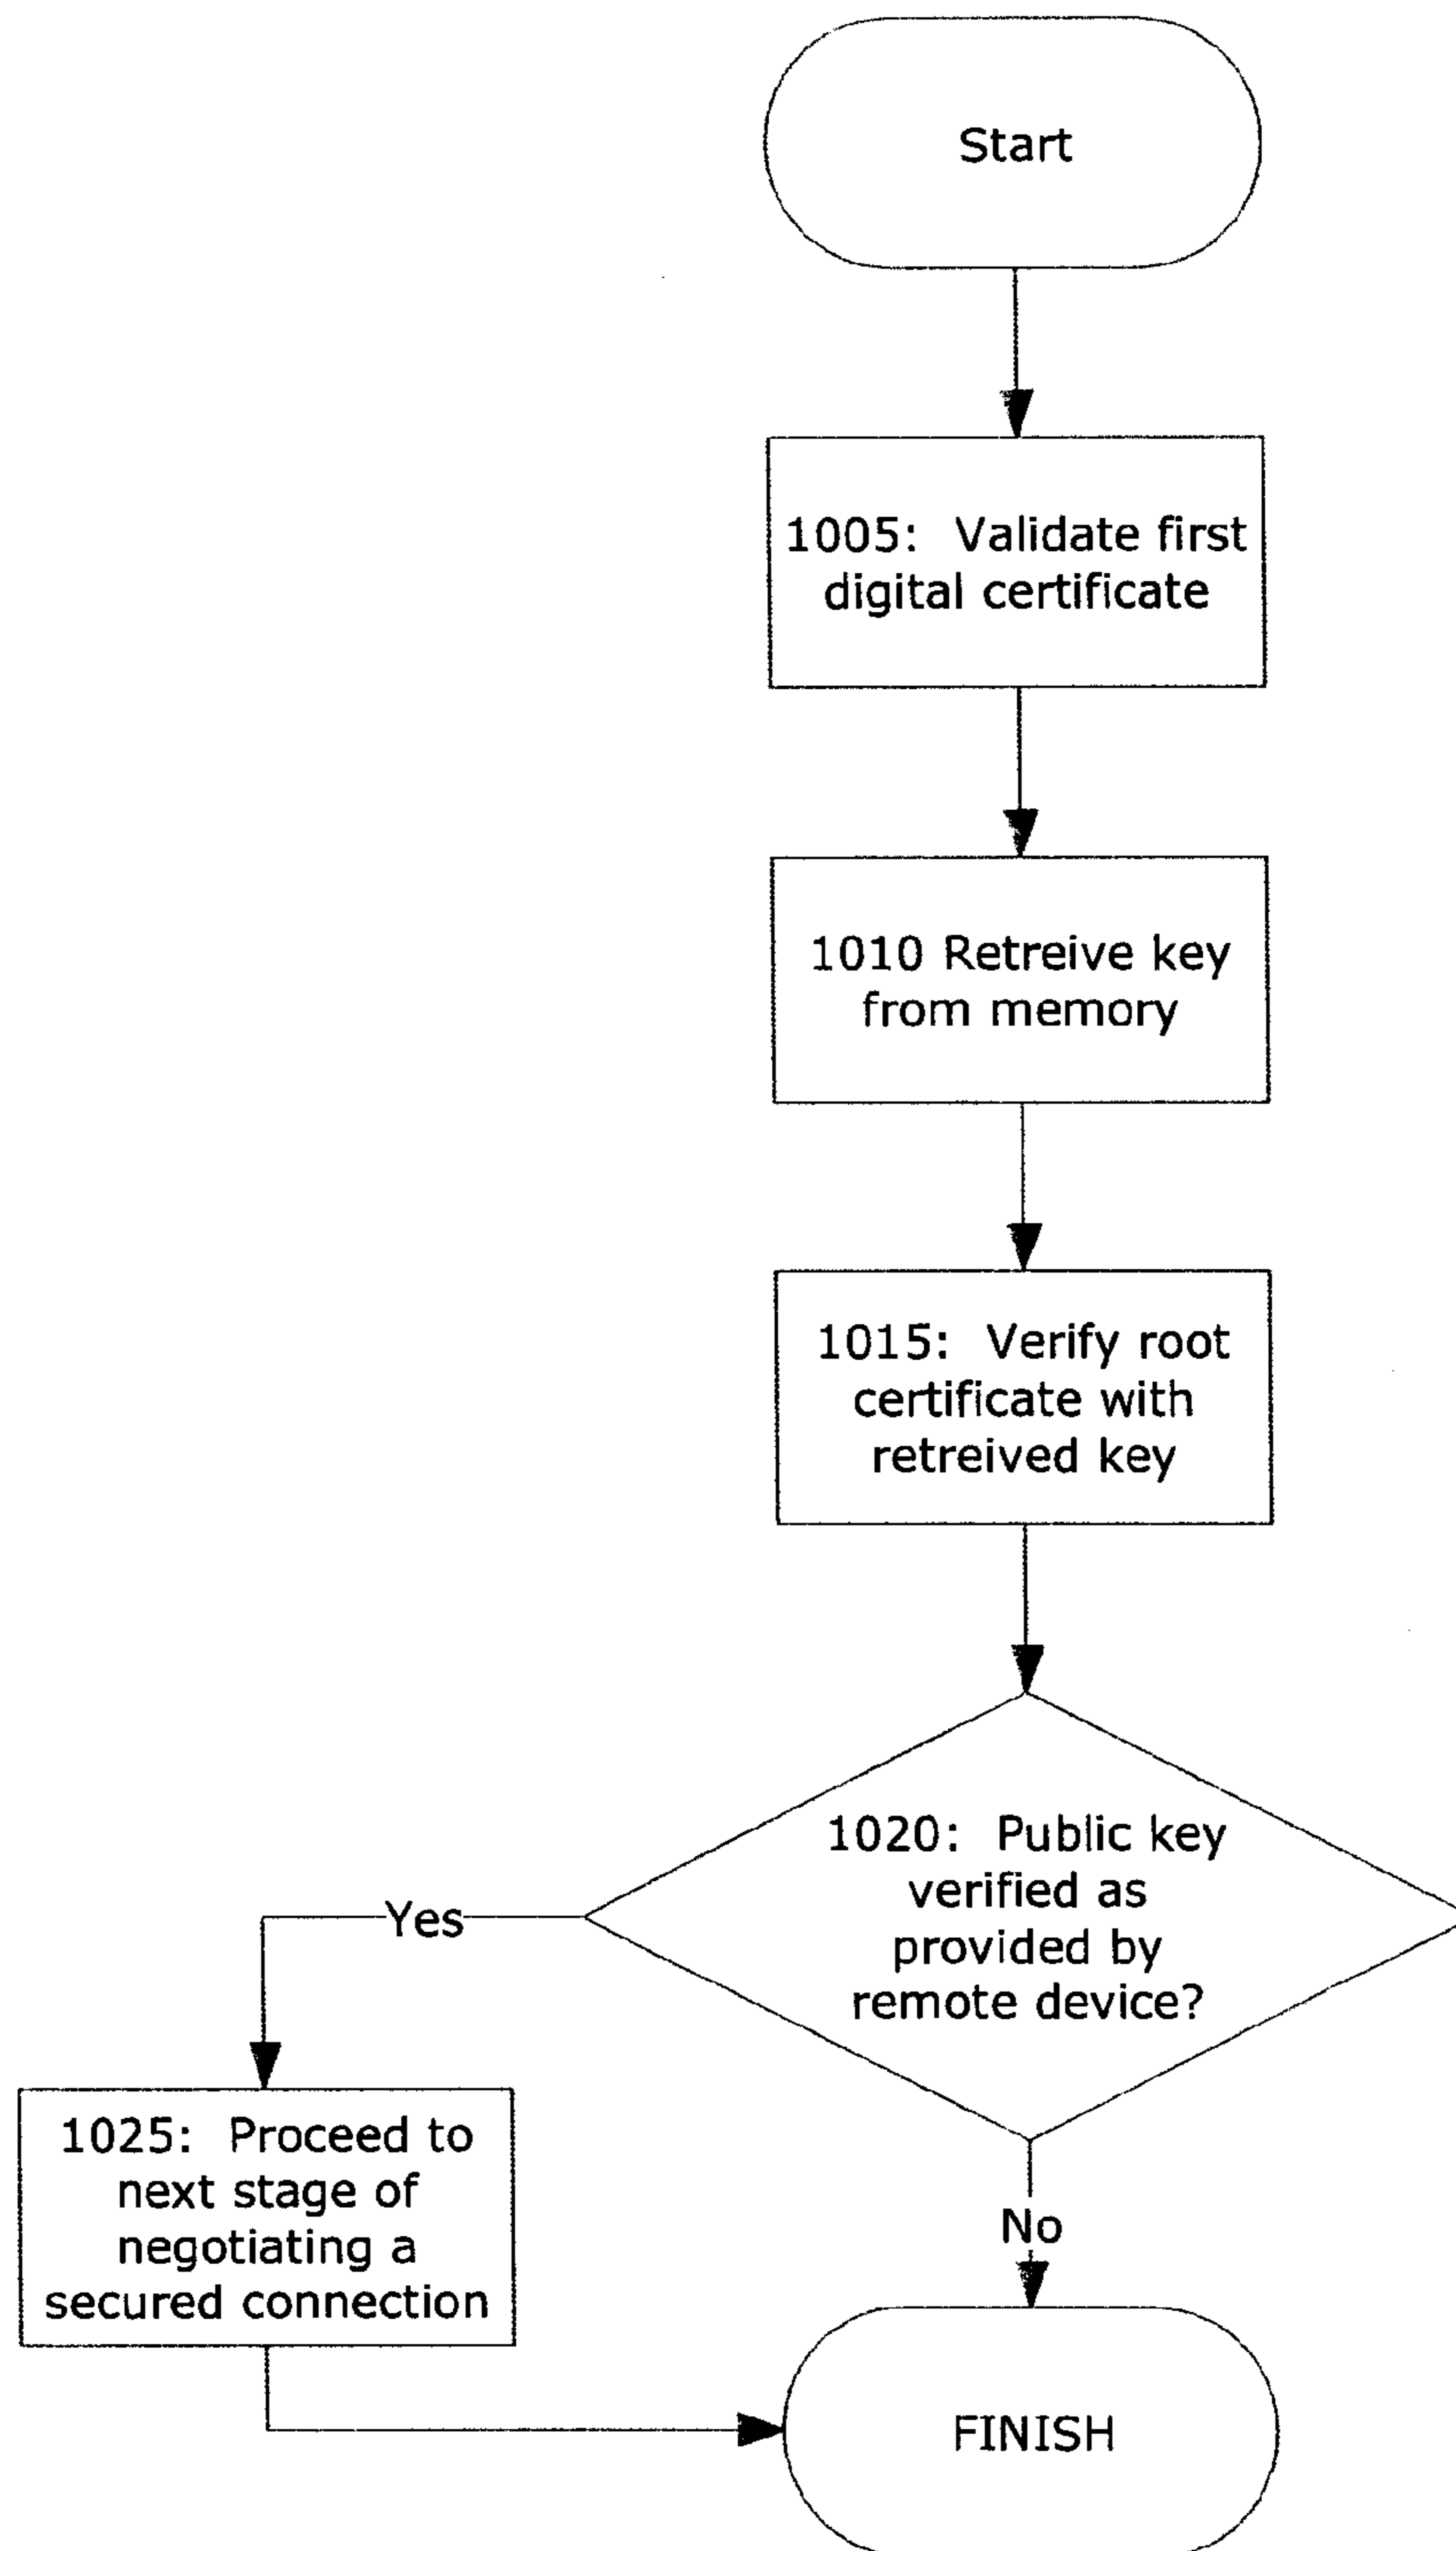 Start
1005:  Validate first
digital certificate
1010 Retreive key
from memory
1015:  Verify root
certificate with
retreived key
1020:  Public key
verified as
provided by
remote device?
Yes
1025:  Proceed to
next stage of
negotiating a
secured connection
No
FINISH